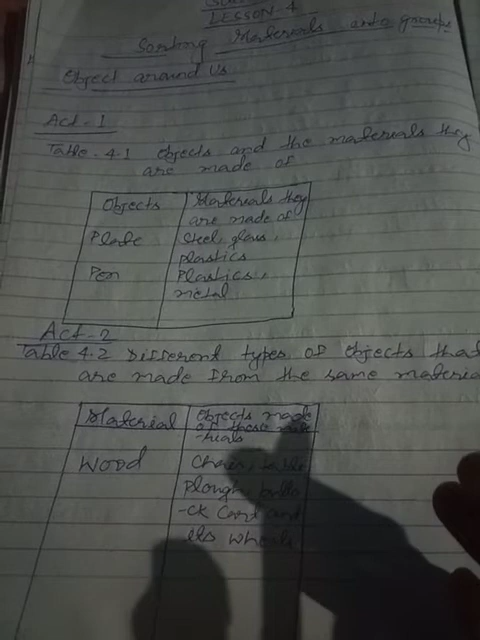 LESSON-4
Sorting Materials into groups
Object around us
Act-1
Table-4.1 Objects and the materials they
are made of
Objects
Materials they
are made of
Plate
Steel, glass,
plastics
Pen
Plastics,
metal
Act-2
Table 4.2 Different types of objects that
are made from the same materia
Material
Objects made
of these mate
-rials
Wood
Chair, table
Plough, bullo
-ck Cart and
its wheels